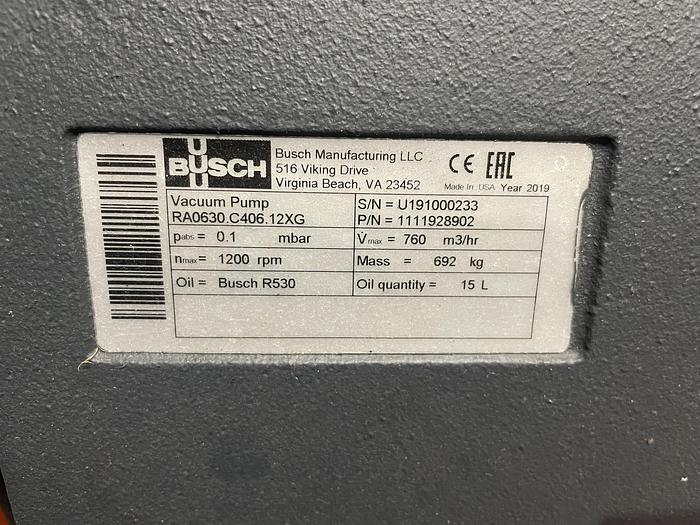 BUSCH
Busch Manufacturing LLC
516 Viking Drive
Virginia Beach, VA 23452
CE EAC
Made In USA Year 2019
Vacuum Pump
RA0630.C406.12XG
S/N = U191000233
P/N = 1111928902
pabs = 0.1 mbar
V̇max = 760 m3/hr
nmax= 1200 rpm
Mass = 692 kg
Oil = Busch R530
Oil quantity = 15 L